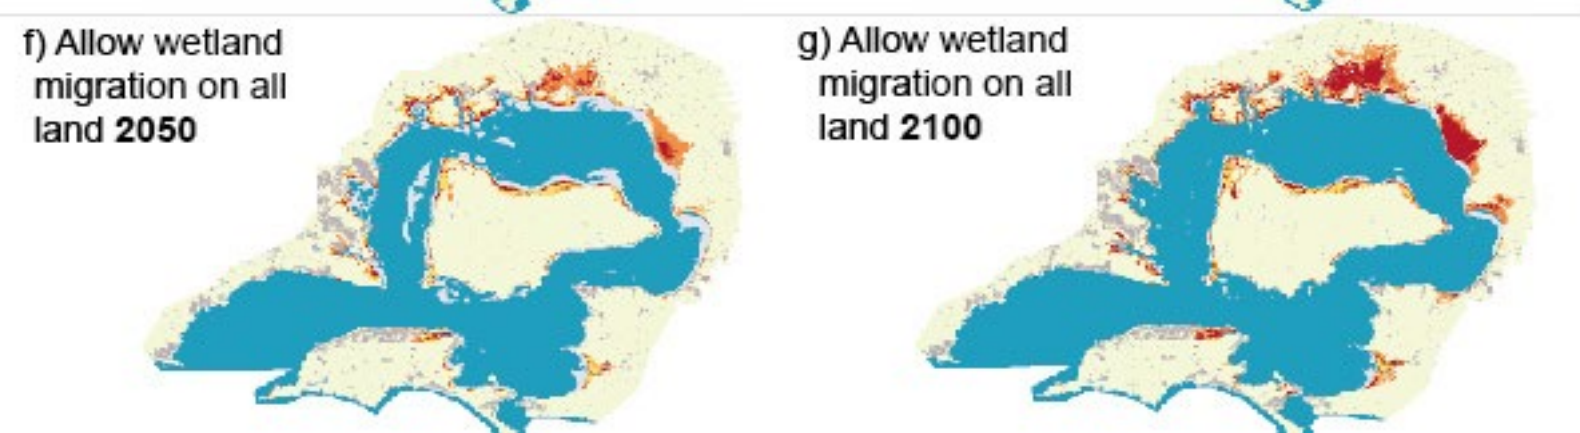 f) Allow wetland
migration on all
land 2050
g) Allow wetland
migration on all
land 2100